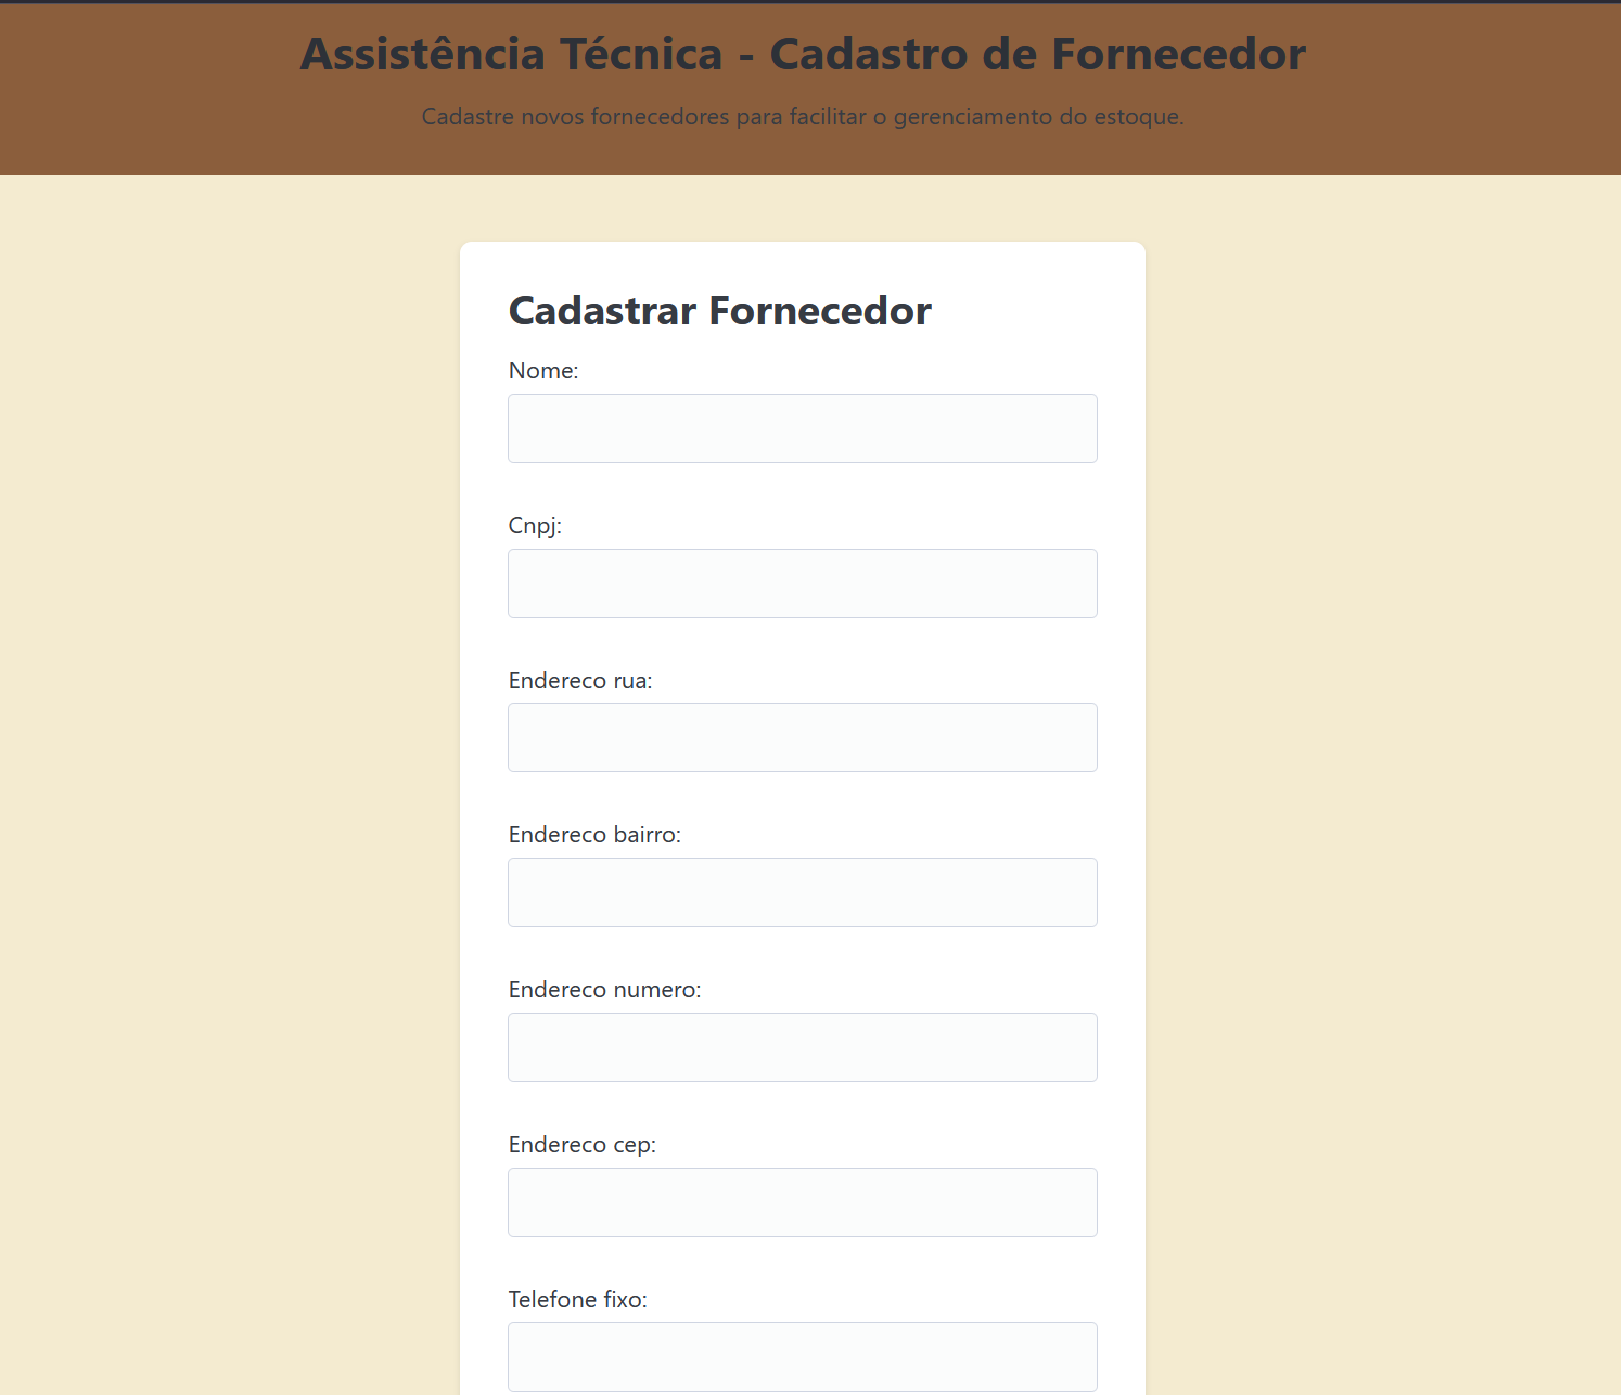 Assistência Técnica - Cadastro de Fornecedor
Cadastre novos fornecedores para facilitar o gerenciamento do estoque.
Cadastrar Fornecedor
Nome:
Cnpj:
Endereco rua:
Endereco bairro:
Endereco numero:
Endereco cep:
Telefone fixo: